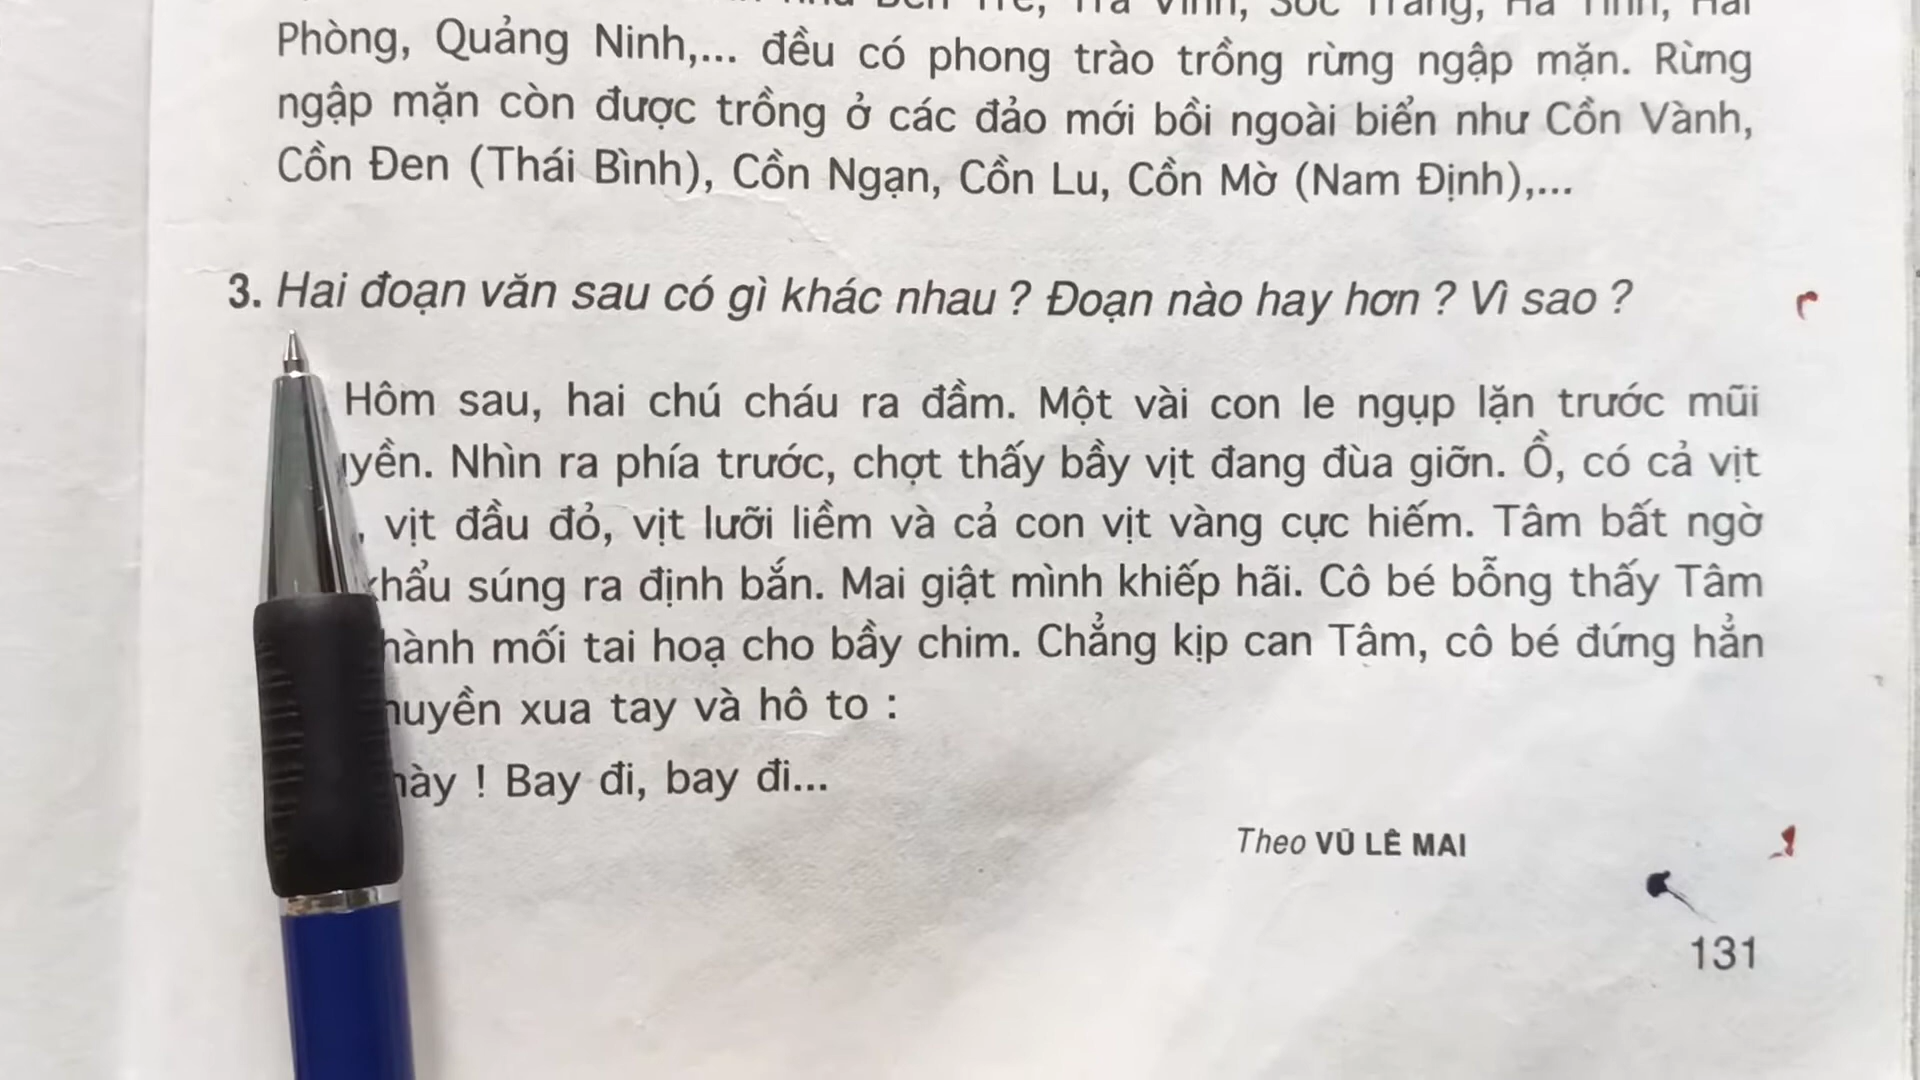 Trà Vinh, Sóc Trăng, Hà Tĩnh, Hải
Phòng, Quảng Ninh,... đều có phong trào trồng rừng ngập mặn. Rừng
ngập mặn còn được trồng ở các đảo mới bồi ngoài biển như Cồn Vành,
Cồn Đen (Thái Bình), Cồn Ngạn, Cồn Lu, Cồn Mờ (Nam Định),...
3. Hai đoạn văn sau có gì khác nhau ? Đoạn nào hay hơn ? Vì sao ?
Hôm sau, hai chú cháu ra đầm. Một vài con le ngụp lặn trước mũi
Nhìn ra phía trước, chợt thấy bầy vịt đang đùa giỡn. Ồ, có cả vịt
vịt đầu đỏ, vịt lưỡi liềm và cả con vịt vàng cực hiếm. Tâm bất ngờ
súng ra định bắn. Mai giật mình khiếp hãi. Cô bé bỗng thấy Tâm
mối tai hoạ cho bầy chim. Chẳng kịp can Tâm, cô bé đứng hẳn
xua tay và hô to :
! Bay đi, bay đi...
Theo VŨ LÊ MAI
131